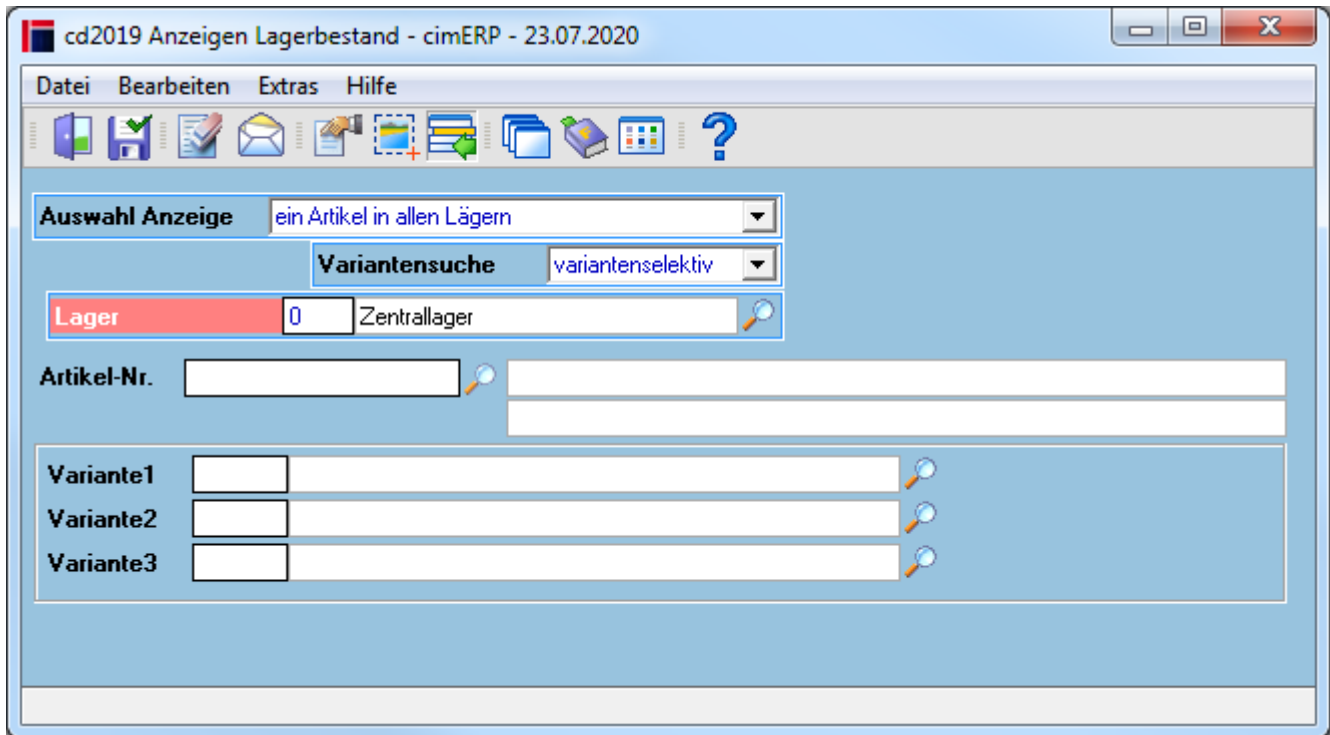 cd2019 Anzeigen Lagerbestand - cimERP - 23.07.2020
Datei Bearbeiten Extras Hilfe
Auswahl Anzeige ein Artikel in allen Lägern
Variantensuche variantenselektiv
Lager 0 Zentrallager
Artikel-Nr.
Variante1
Variante2
Variante3